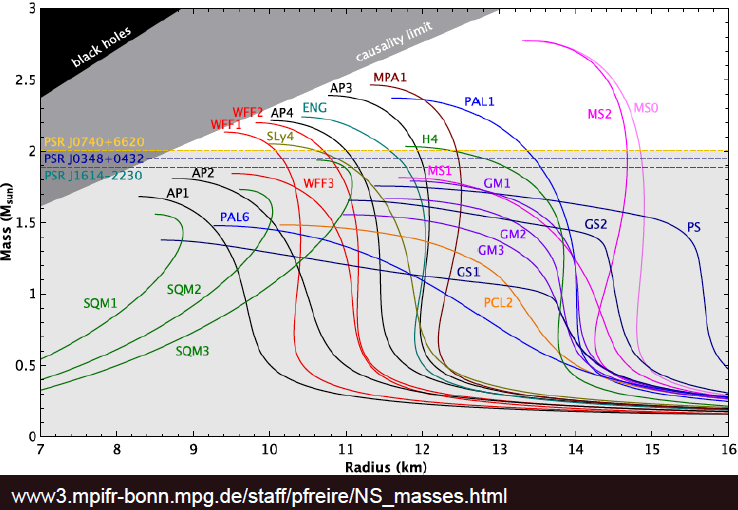 3
2.5
2
1.5
1
0.5
0
Mass (Msun)
black holes
causality limit
MPA1
AP3
PAL1
ENG
WFF2
AP4
WFF1
SLy4
H4
MS2
MS0
PSR J0740+6620
PSR J0348+0432
PSR J1614-2230
AP2
AP1
WFF3
MS1
GM1
PAL6
GM2
GS2
PS
GM3
GS1
SQM1
SQM2
PCL2
SQM3
7 8 9 10 11 12 13 14 15 16
Radius (km)
www3.mpifr-bonn.mpg.de/staff/pfreire/NS_masses.html